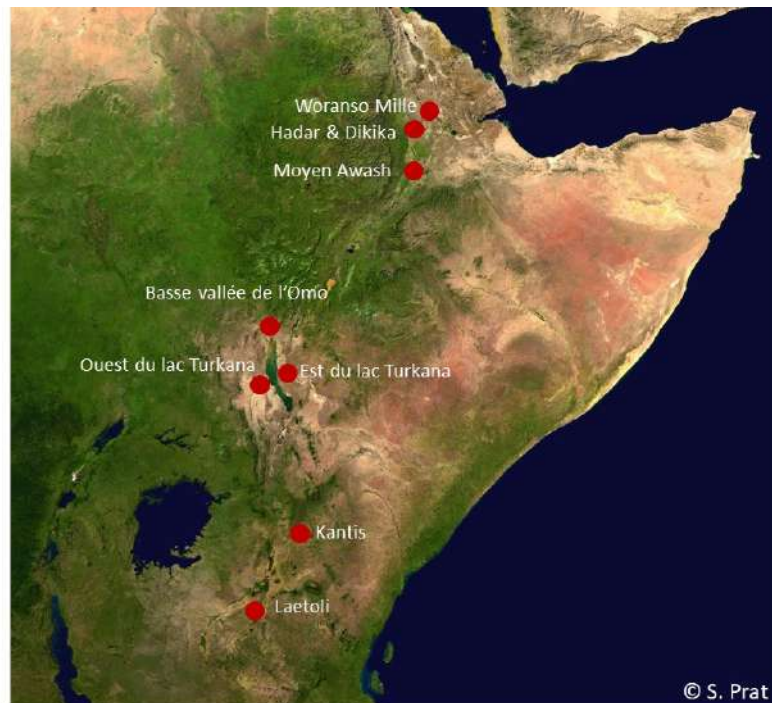 Woranso Mille
Hadar & Dikika
Moyen Awash
Basse vallée de l'Omo
Ouest du lac Turkana
Est du lac Turkana
Kantis
Laetoli
© S. Prat